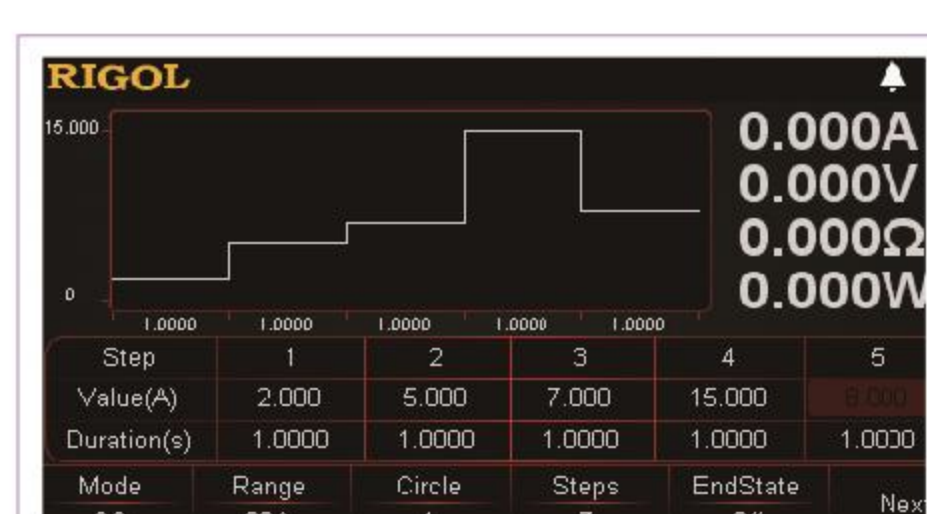 RIGOL
15.000
0.000A
0.000V
0.000Ω
0.000W
0
1.0000 1.0000 1.0000 1.0000 1.0000
Step 1 2 3 4 5
Value(A) 2.000 5.000 7.000 15.000 8.000
Duration(s) 1.0000 1.0000 1.0000 1.0000 1.0000
Mode Range Circle Steps EndState